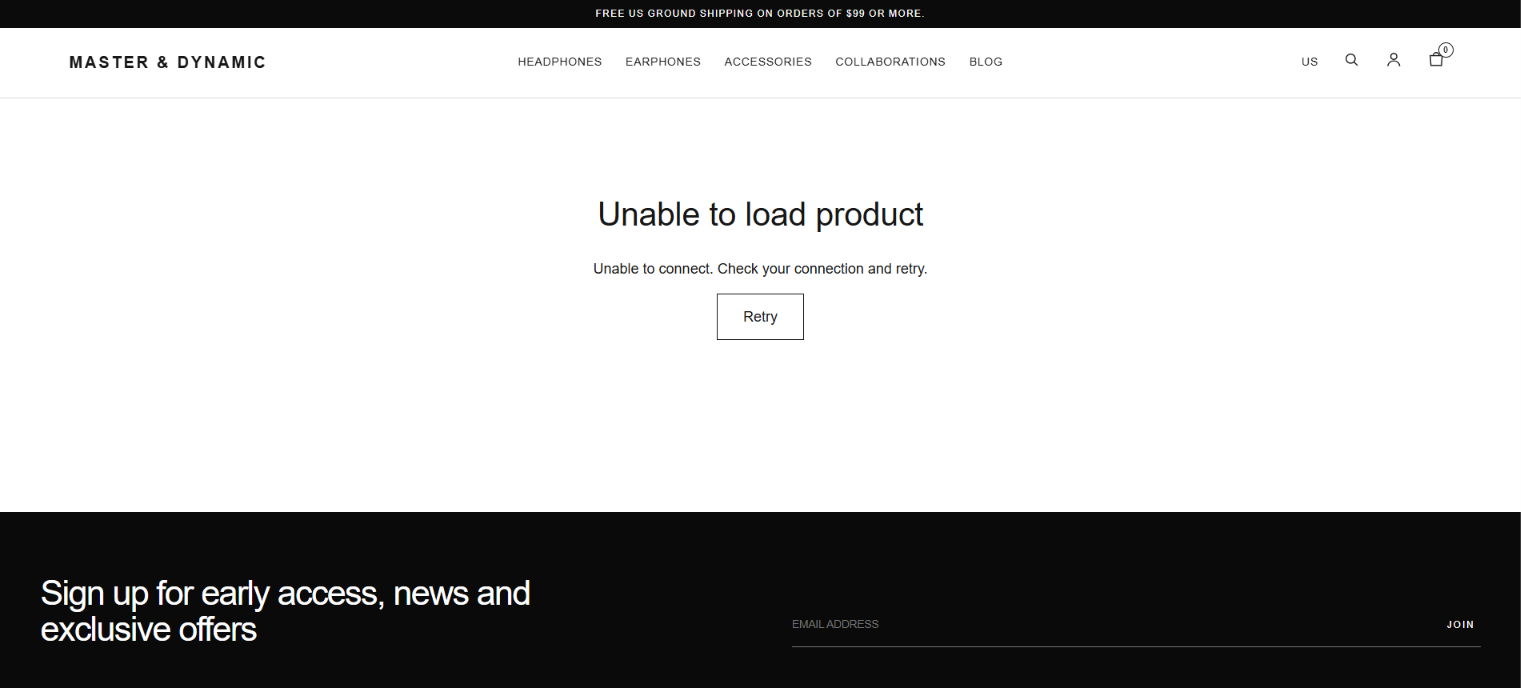 FREE US GROUND SHIPPING ON ORDERS OF $99 OR MORE.
MASTER & DYNAMIC
HEADPHONES EARPHONES ACCESSORIES COLLABORATIONS BLOG
US
0
Unable to load product
Unable to connect. Check your connection and retry.
Retry
Sign up for early access, news and
exclusive offers
EMAIL ADDRESS
JOIN